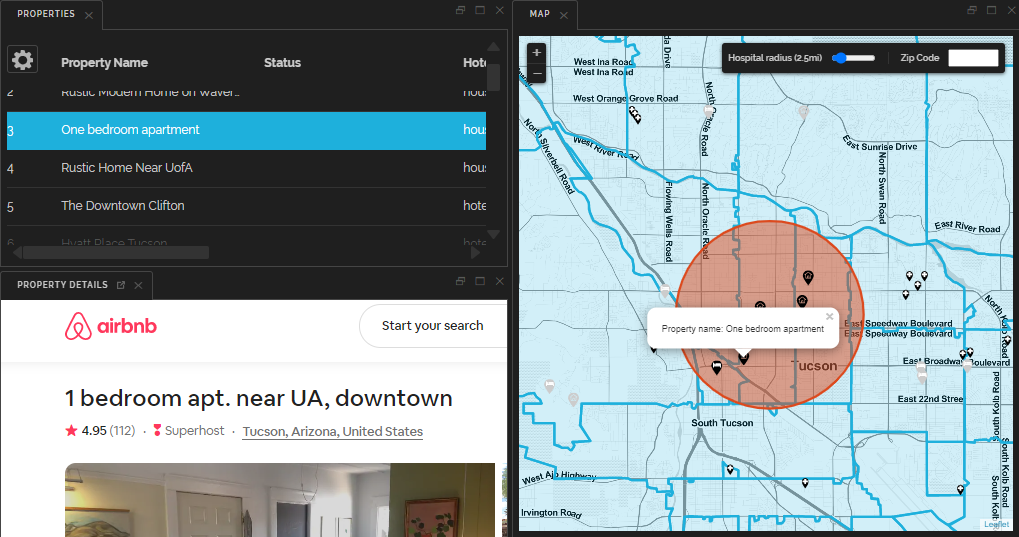 PROPERTIES
Property Name Status Hote
2 Rustic Modern Home on Waver...
3 One bedroom apartment hous
4 Rustic Home Near UofA hous
5 The Downtown Clifton hote
6 Hyatt Place Tucson hote
PROPERTY DETAILS
airbnb
Start your search
1 bedroom apt. near UA, downtown
4.95 (112) · Superhost · Tucson, Arizona, United States
MAP
+
−
Hospital radius (2.5mi) Zip Code
West Ina Road
West Ina Road
West Orange Grove Road
West River Road
North Silverbell Road
Flowing Wells Road
North Oracle Road
North Oracle Road
East Sunrise Drive
North Swan Road
East River Road
Property name: One bedroom apartment
East Speedway Boulevard
East Speedway Boulevard
East Broadway Boulevard
Tucson
East 22nd Street
South Tucson
South Kolb Road
South Kolb Road
West Ajo Highway
Irvington Road
Leaflet